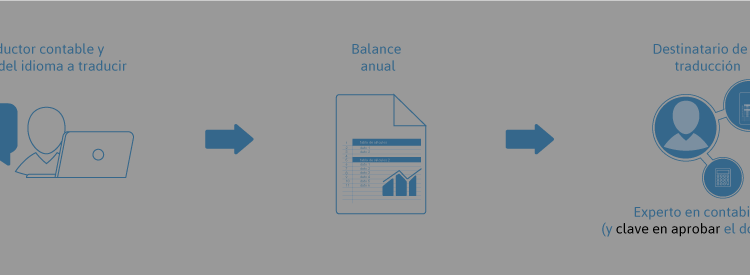 ductor contable y
del idioma a traducir
Balance
anual
Destinatario de
traducción
Experto en contabi
(y clave en aprobar el do